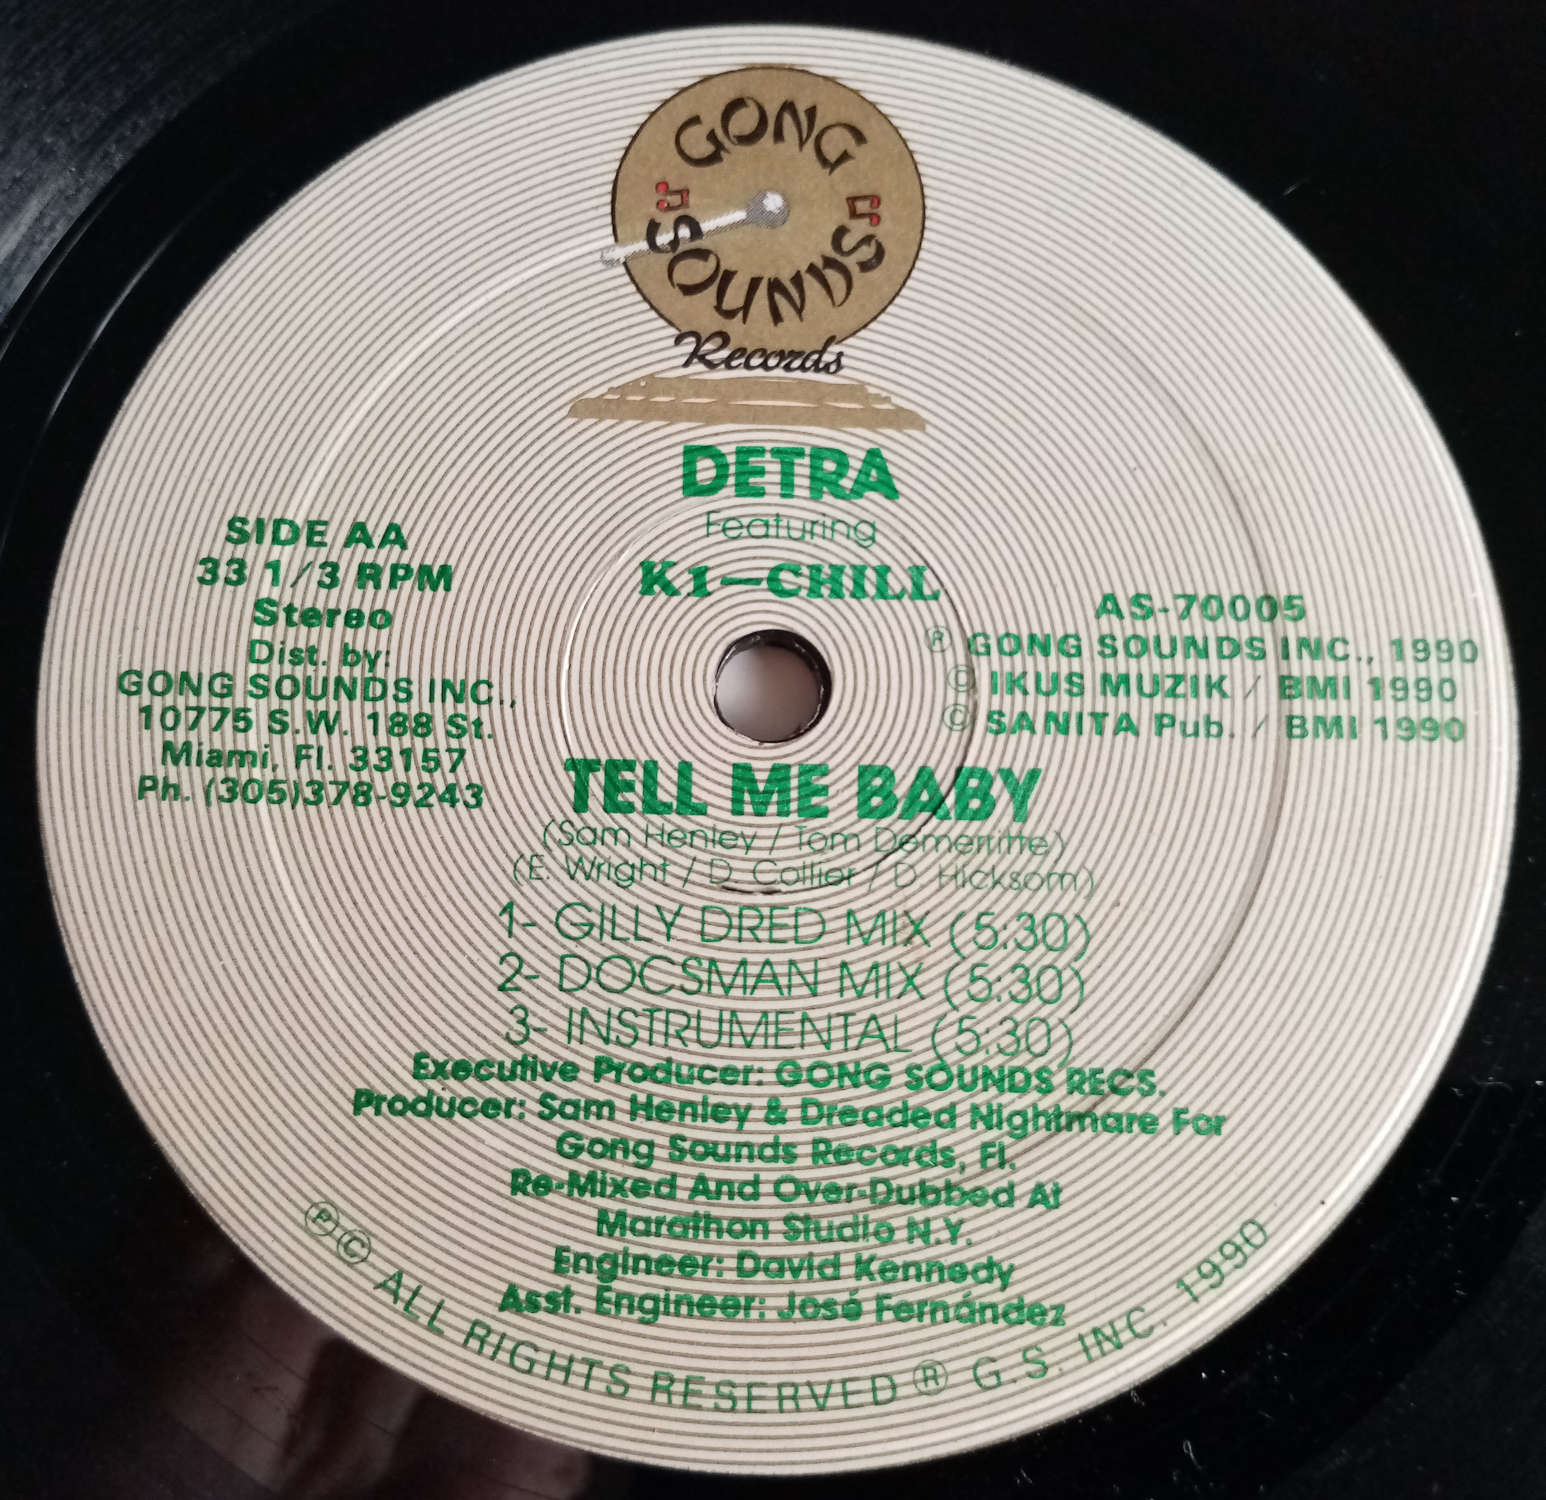 GONG
SOUNDS
Records
DETRA
Featuring
K1-CHILL
SIDE AA
33 1/3 RPM
Stereo
Dist. by:
GONG SOUNDS INC.,
10775 S.W. 188 St.
Miami, Fl. 33157
Ph. (305)378-9243
AS-70005
® GONG SOUNDS INC., 1990
© IKUS MUZIK / BMI 1990
© SANITA Pub. / BMI 1990
TELL ME BABY
(Sam Henley / Tom Demerritte)
(E. Wright / D. Collier / D. Hicksom)
1- GILLY DRED MIX (5:30)
2- DOCSMAN MIX (5:30)
3- INSTRUMENTAL (5:30)
Executive Producer: GONG SOUNDS RECS.
Producer: Sam Henley & Dreaded Nightmare For
Gong Sounds Records, Fl.
Re-Mixed And Over-Dubbed At
Marathon Studio N.Y.
Engineer: David Kennedy
Asst. Engineer: José Fernández
℗© ALL RIGHTS RESERVED ® G.S. INC. 1990